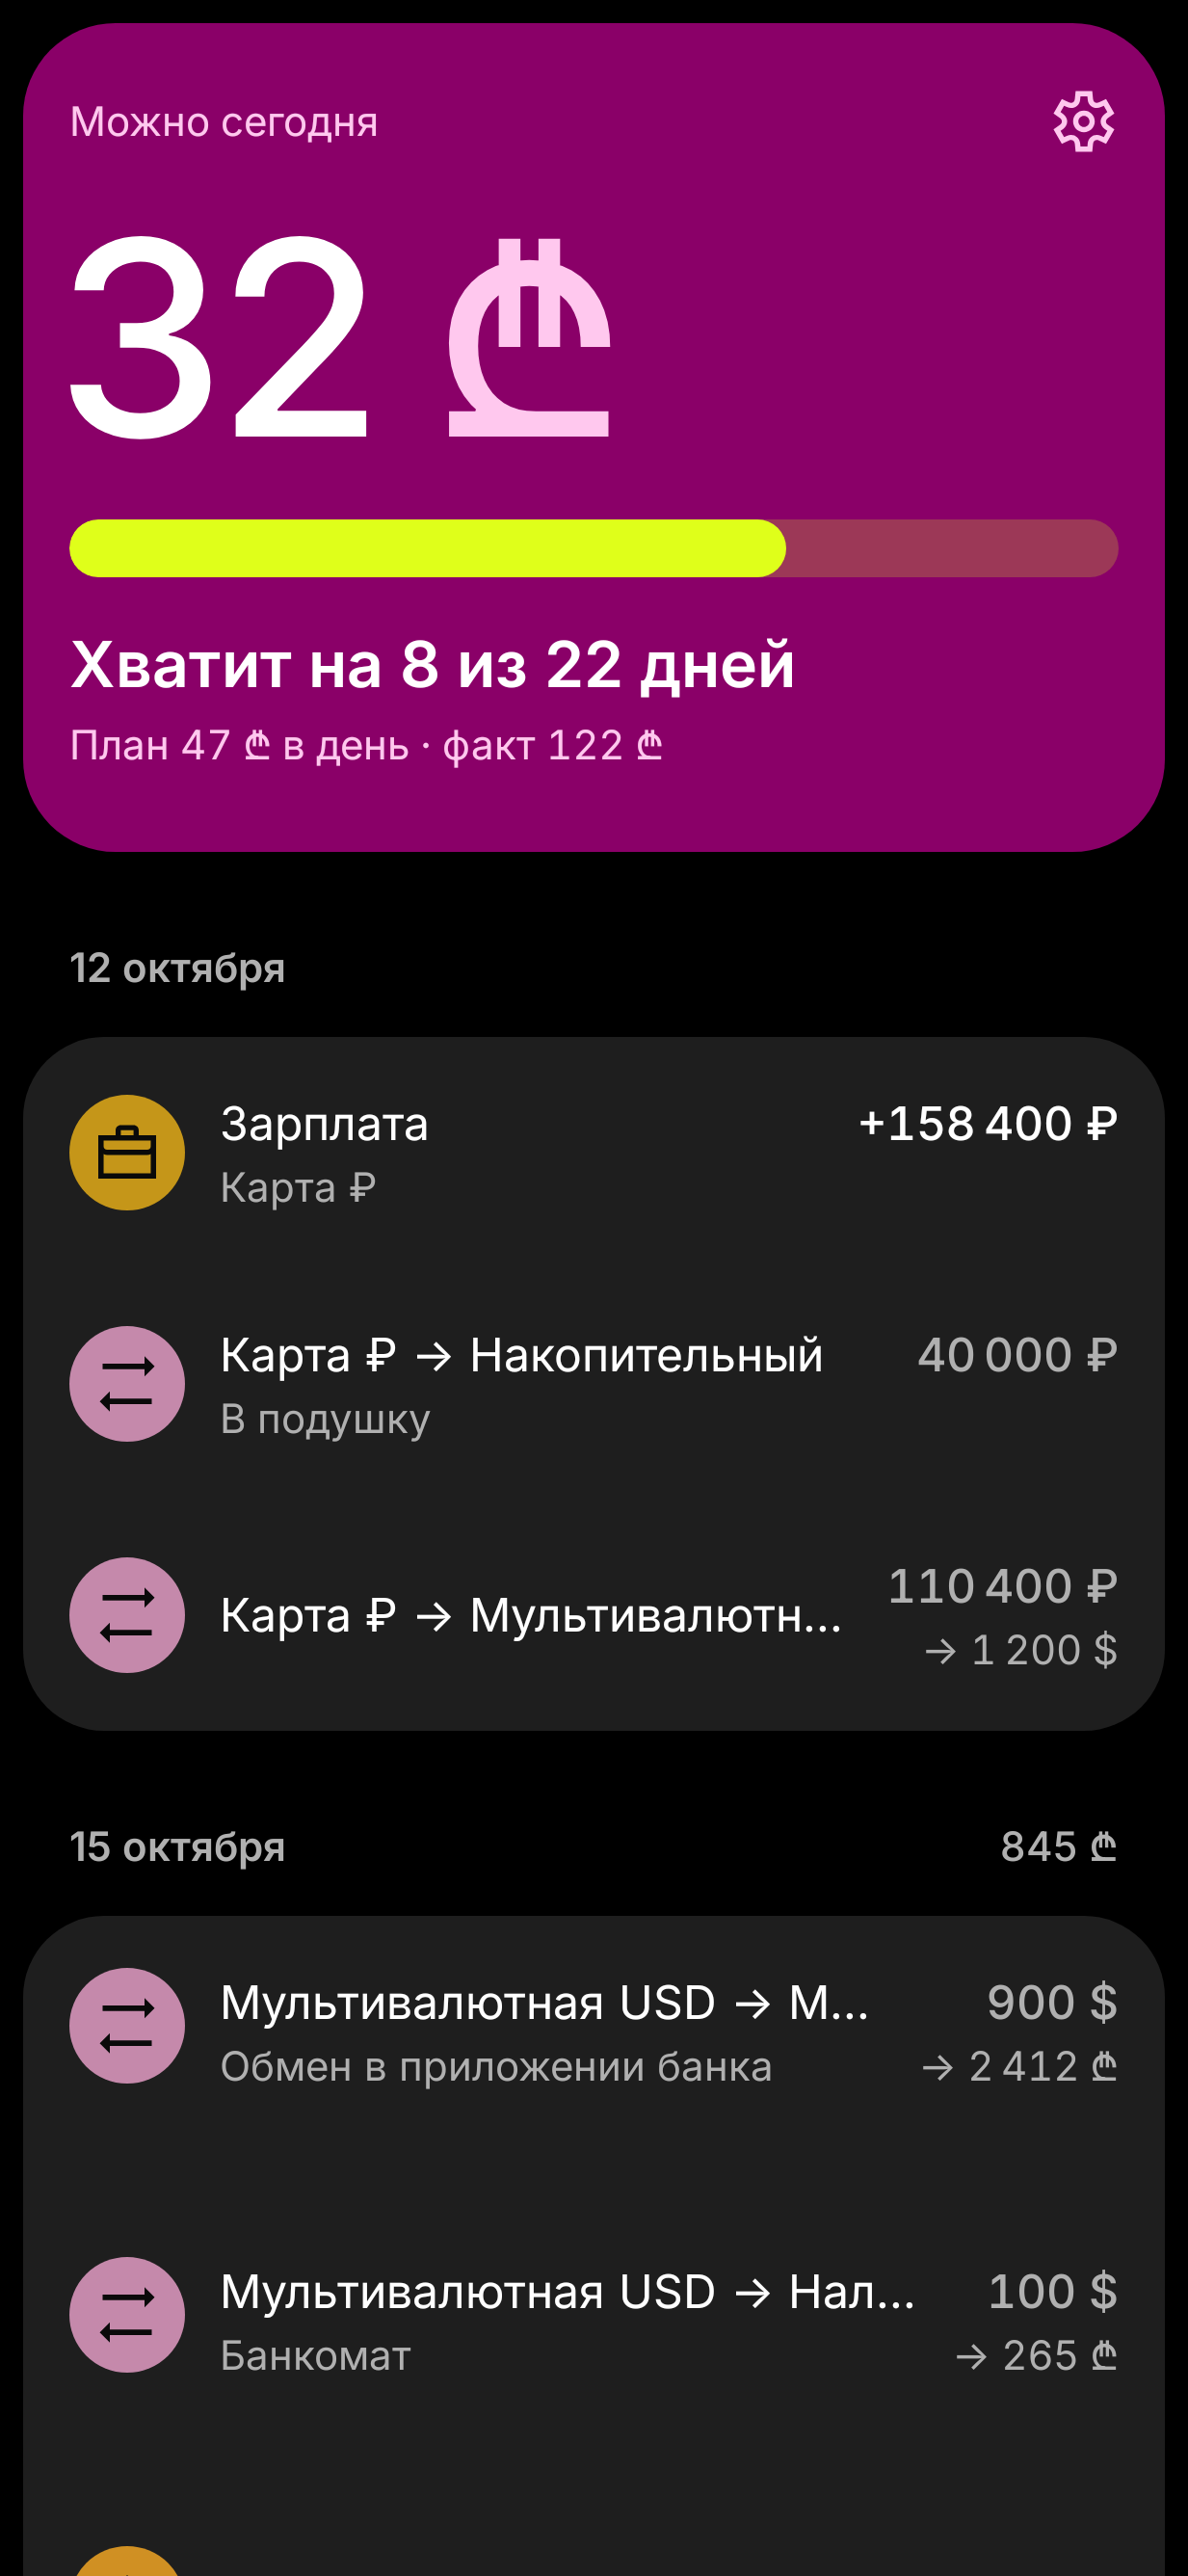 Можно сегодня
32 ₾
Хватит на 8 из 22 дней
План 47 ₾ в день · факт 122 ₾
12 октября
Зарплата +158 400 ₽
Карта ₽
Карта ₽ → Накопительный 40 000 ₽
В подушку
Карта ₽ → Мультивалютн... 110 400 ₽
→ 1 200 $
15 октября 845 ₾
Мультивалютная USD → М... 900 $
Обмен в приложении банка → 2 412 ₾
Мультивалютная USD → Нал... 100 $
Банкомат → 265 ₾